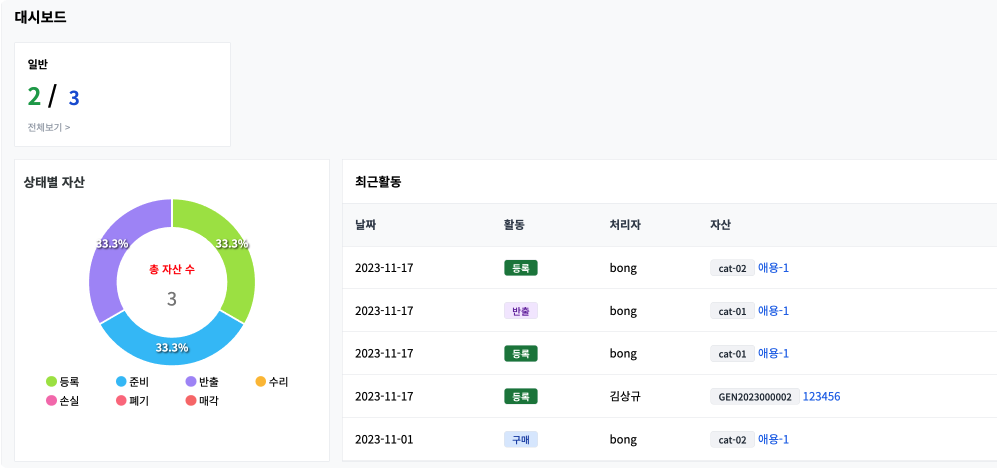 대시보드
일반
2 / 3
전체보기 >
상태별 자산
33.3% 33.3%
총 자산 수
3
33.3%
등록 준비 반출 수리
손실 폐기 매각
최근활동
날짜 활동 처리자 자산
2023-11-17 등록 bong cat-02 애용-1
2023-11-17 반출 bong cat-01 애용-1
2023-11-17 등록 bong cat-01 애용-1
2023-11-17 등록 김상규 GEN2023000002 123456
2023-11-01 구매 bong cat-02 애용-1